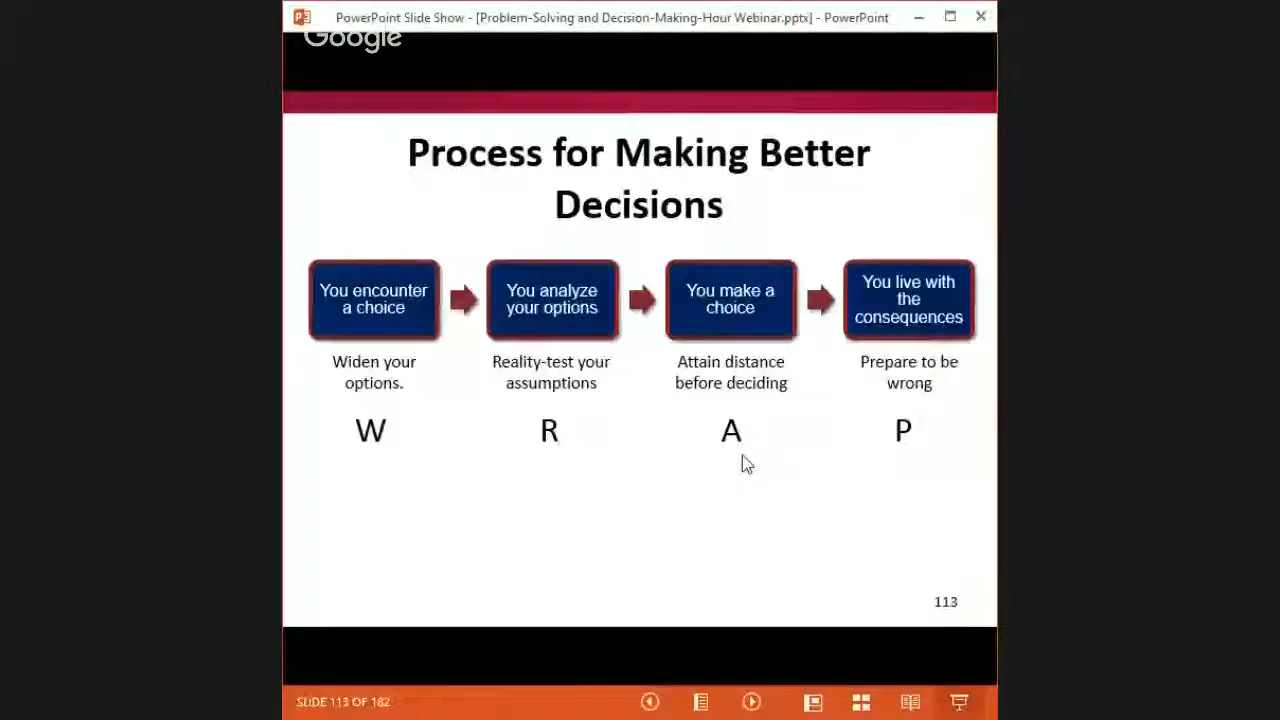 PowerPoint Slide Show - [Problem-Solving and Decision-Making-Hour Webinar.pptx] - PowerPoint
Google
Process for Making Better
Decisions
You encounter
a choice
You analyze
your options
You make a
choice
You live with
the
consequences
Widen your
options.
Reality-test your
assumptions
Attain distance
before deciding
Prepare to be
wrong
W
R
A
P
113
SLIDE 113 OF 182